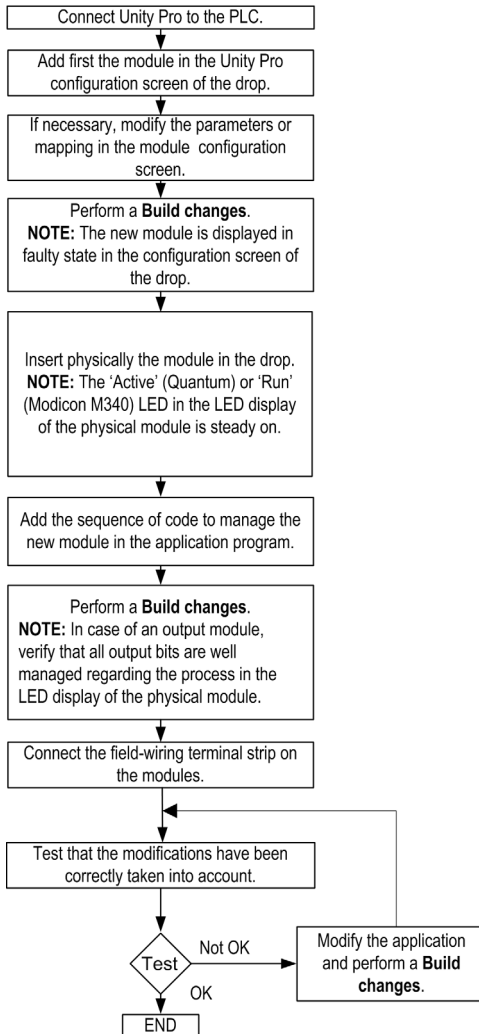 Connect Unity Pro to the PLC.
Add first the module in the Unity Pro
configuration screen of the drop.
If necessary, modify the parameters or
mapping in the module configuration
screen.
Perform a Build changes.
NOTE: The new module is displayed in
faulty state in the configuration screen of
the drop.
Insert physically the module in the drop.
NOTE: The ‘Active’ (Quantum) or ‘Run’
(Modicon M340) LED in the LED display
of the physical module is steady on.
Add the sequence of code to manage the
new module in the application program.
Perform a Build changes.
NOTE: In case of an output module,
verify that all output bits are well
managed regarding the process in the
LED display of the physical module.
Connect the field-wiring terminal strip on
the modules.
Test that the modifications have been
correctly taken into account.
Test
Not OK
Modify the application
and perform a Build
changes.
OK
END